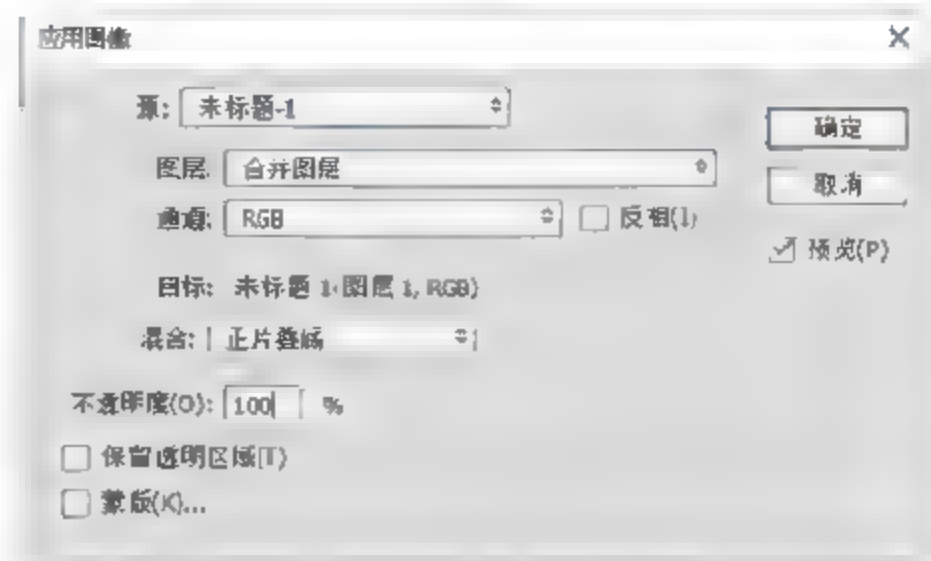 应用图像
源: 未标题-1
确定
图层: 合并图层
取消
通道: RGB
反相(I)
预览(P)
目标: 未标题-1(图层 1, RGB)
混合: 正片叠底
不透明度(O): 100 %
保留透明区域(T)
蒙版(K)...